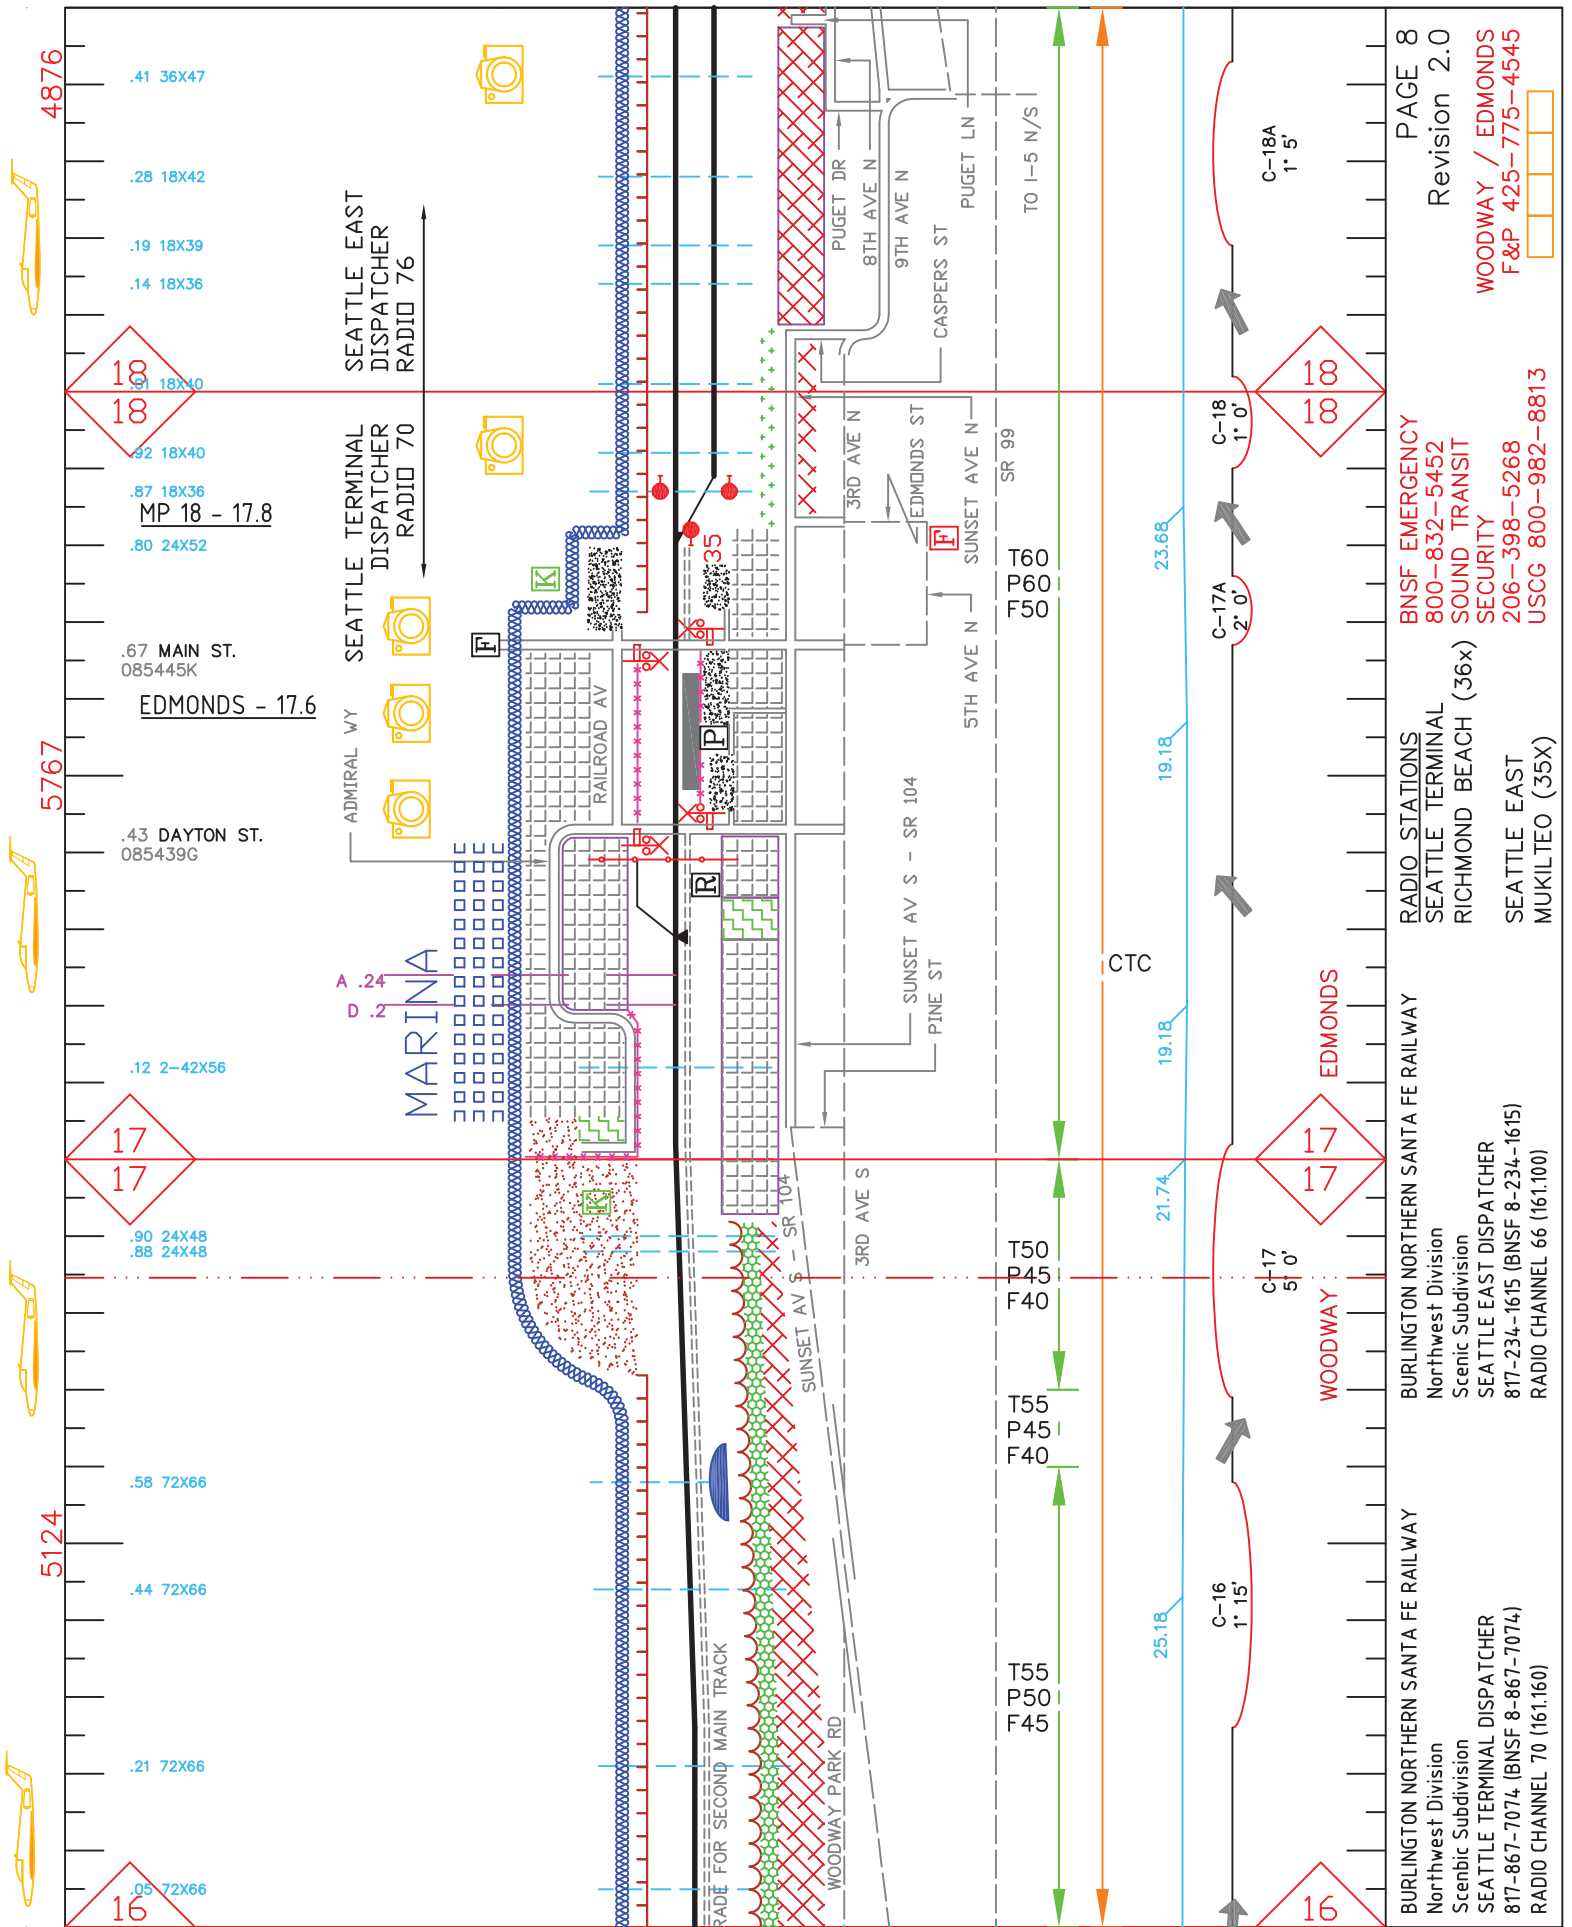 4876
5767
5124
.41 36X47
.28 18X42
.19 18X39
.14 18X36
18
.01 18X40
18
.92 18X40
.87 18X36
MP 18 - 17.8
.80 24X52
.67 MAIN ST.
085445K
EDMONDS - 17.6
.43 DAYTON ST.
085439G
.12 2-42X56
17
17
.90 24X48
.88 24X48
.58 72X66
.44 72X66
.21 72X66
.05 72X66
16
SEATTLE EAST
DISPATCHER
RADIO 76
SEATTLE TERMINAL
DISPATCHER
RADIO 70
ADMIRAL WY
MARINA
A .24
D .2
K
F
RAILROAD AV
35
P
R
K
RADE FOR SECOND MAIN TRACK
PUGET DR
8TH AVE N
9TH AVE N
CASPERS ST
PUGET LN
TO I-5 N/S
3RD AVE N
EDMONDS ST
SUNSET AVE N
SR 99
F
5TH AVE N
SUNSET AV S - SR 104
PINE ST
SUNSET AV S - SR 104
3RD AVE S
WOODWAY PARK RD
T60
P60
F50
CTC
T50
P45
F40
T55
P45
F40
T55
P50
F45
23.68
19.18
19.18
21.74
25.18
C-18A
1° 5'
C-18
1° 0'
C-17A
2° 0'
C-17
5° 0'
C-16
1° 15'
18
18
EDMONDS
17
17
WOODWAY
16
PAGE 8
Revision 2.0
WOODWAY / EDMONDS
F&P 425-775-4545
BNSF EMERGENCY
800-832-5452
SOUND TRANSIT
SECURITY
206-398-5268
USCG 800-982-8813
RADIO STATIONS
SEATTLE TERMINAL
RICHMOND BEACH (36x)
SEATTLE EAST
MUKILTEO (35X)
BURLINGTON NORTHERN SANTA FE RAILWAY
Northwest Division
Scenic Subdivision
SEATTLE EAST DISPATCHER
817-234-1615 (BNSF 8-234-1615)
RADIO CHANNEL 66 (161.100)
BURLINGTON NORTHERN SANTA FE RAILWAY
Northwest Division
Scenbic Subdivision
SEATTLE TERMINAL DISPATCHER
817-867-7074 (BNSF 8-867-7074)
RADIO CHANNEL 70 (161.160)